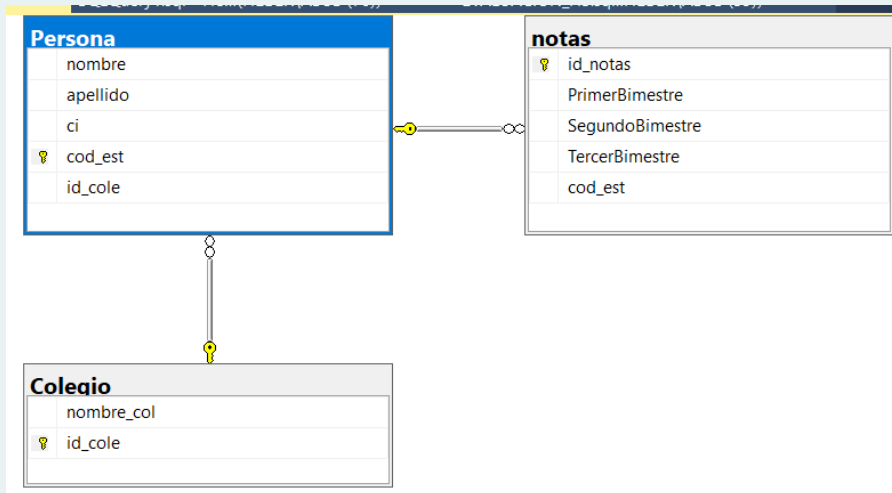 Persona
nombre
apellido
ci
cod_est
id_cole
notas
id_notas
PrimerBimestre
SegundoBimestre
TercerBimestre
cod_est
Colegio
nombre_col
id_cole